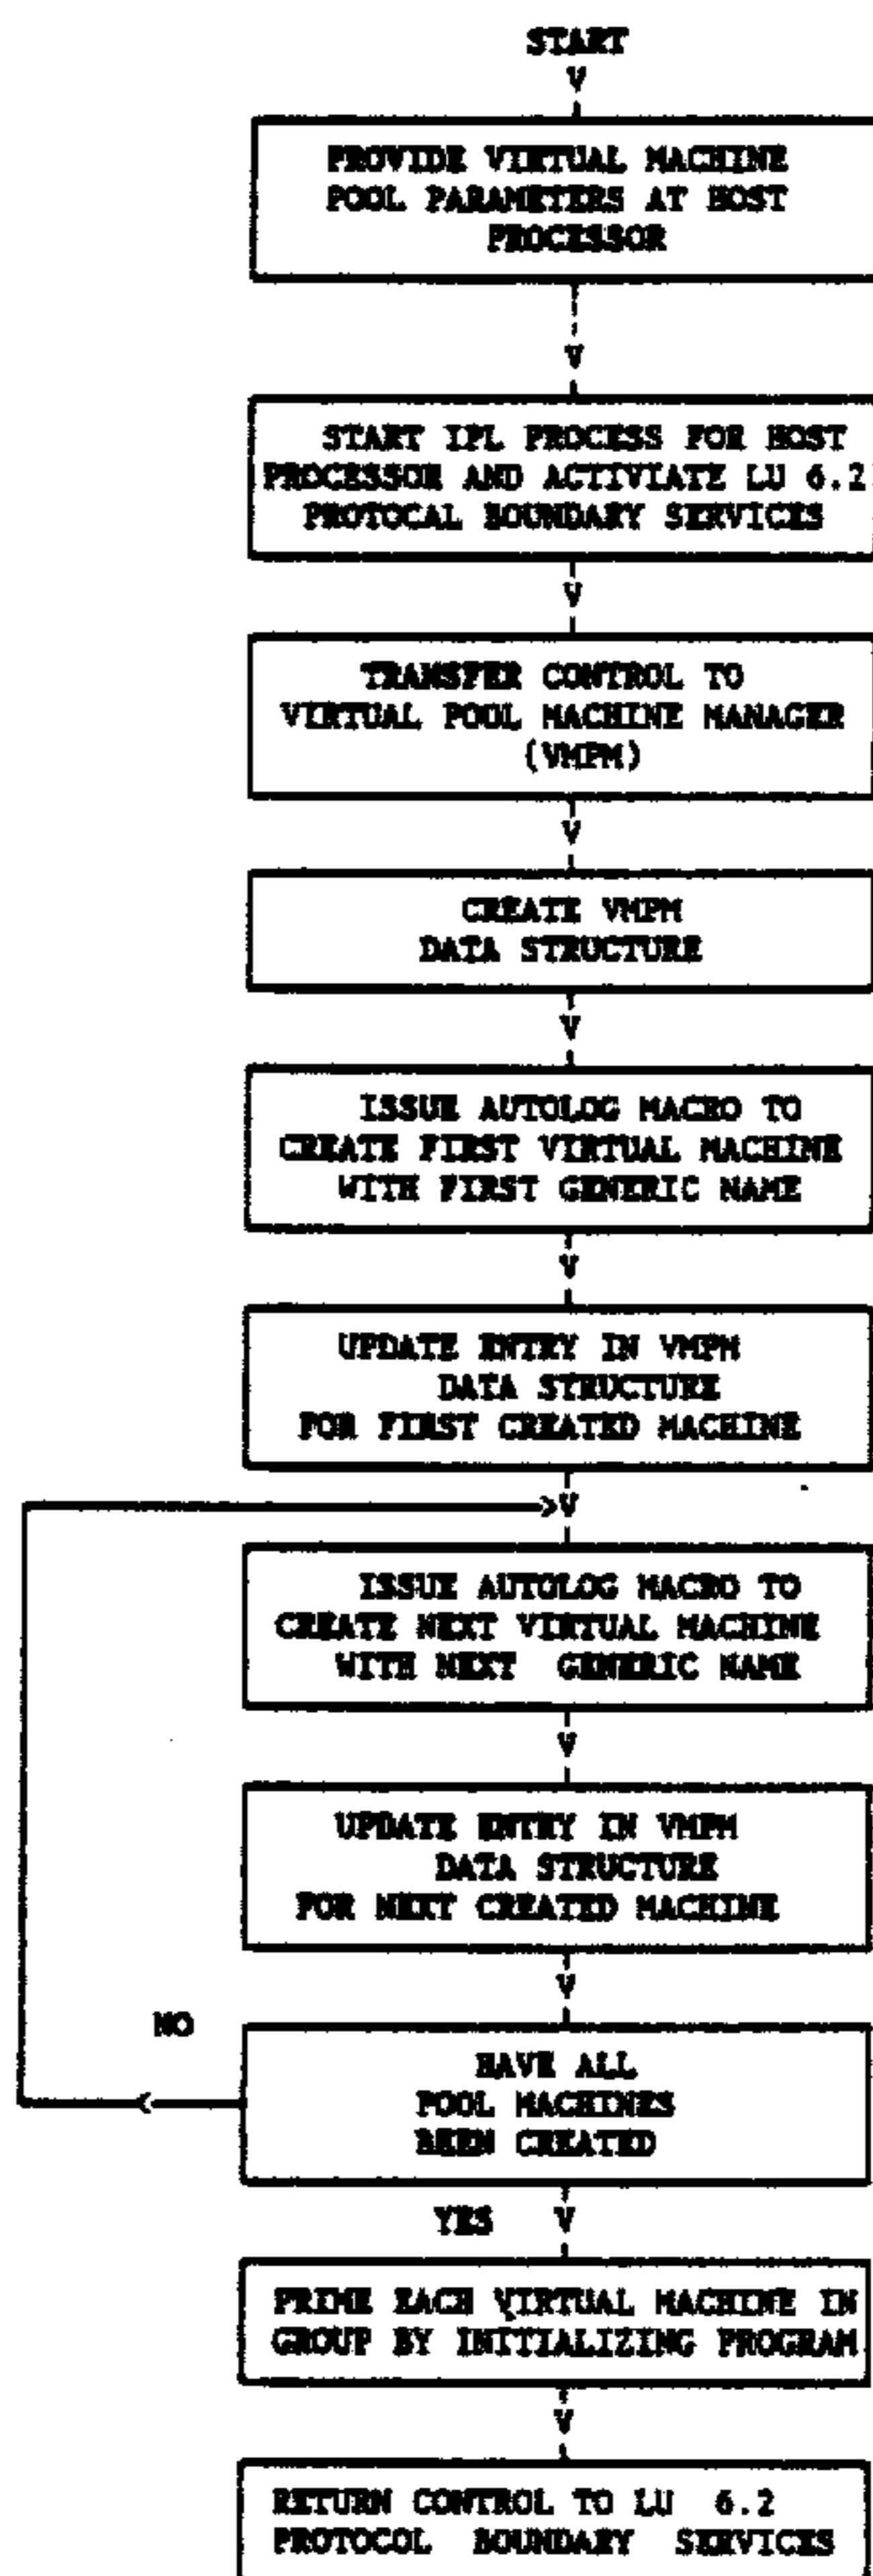 START
V
PROVIDE VIRTUAL MACHINE
POOL PARAMETERS AT HOST
PROCESSOR
V
START IPL PROCESS FOR HOST
PROCESSOR AND ACTIVIATE LU 6.2
PROTOCAL BOUNDARY SERVICES
V
TRANSFER CONTROL TO
VIRTUAL POOL MACHINE MANAGER
(VMPM)
V
CREATE VMPM
DATA STRUCTURE
V
ISSUE AUTOLOG MACRO TO
CREATE FIRST VIRTUAL MACHINE
WITH FIRST GENERIC NAME
V
UPDATE ENTRY IN VMPM
DATA STRUCTURE
FOR FIRST CREATED MACHINE
>V
ISSUE AUTOLOG MACRO TO
CREATE NEXT VIRTUAL MACHINE
WITH NEXT GENERIC NAME
V
UPDATE ENTRY IN VMPM
DATA STRUCTURE
FOR NEXT CREATED MACHINE
V
NO
HAVE ALL
POOL MACHINES
BEEN CREATED
<
YES V
PRIME EACH VIRTUAL MACHINE IN
GROUP BY INITIALIZING PROGRAM
V
RETURN CONTROL TO LU 6.2
PROTOCOL BOUNDARY SERVICES